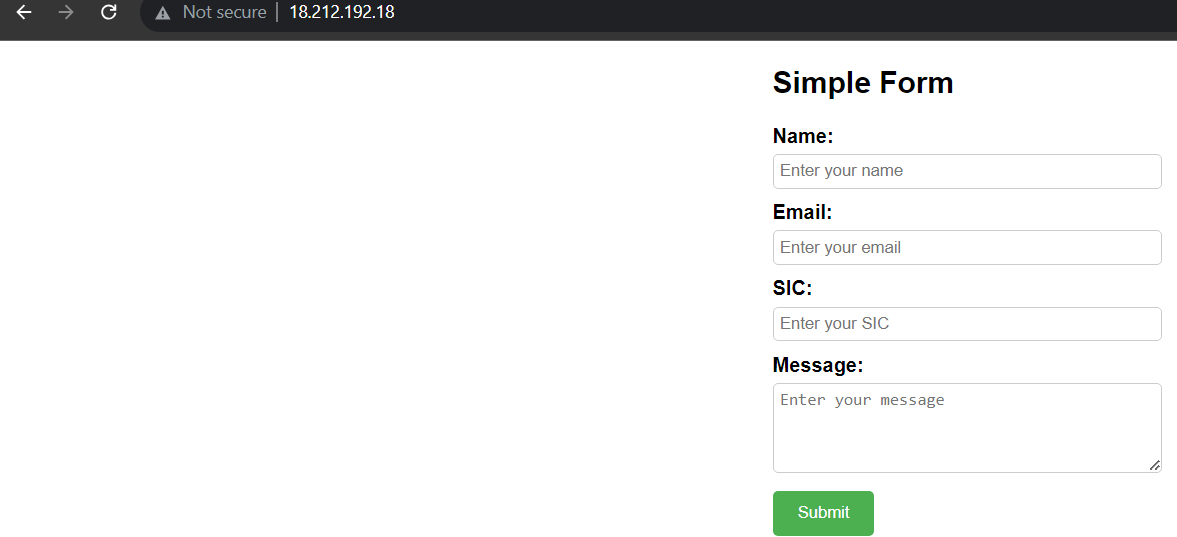 Not secure | 18.212.192.18
Simple Form
Name:
Enter your name
Email:
Enter your email
SIC:
Enter your SIC
Message:
Enter your message
Submit